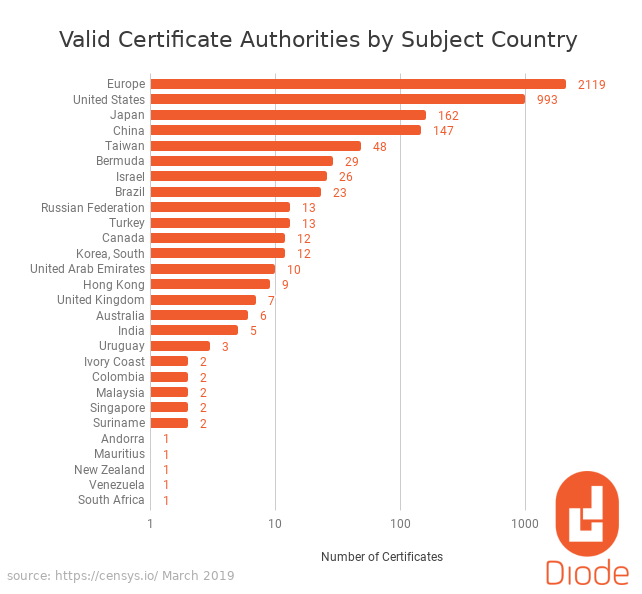 Valid Certificate Authorities by Subject Country
Europe 2119
United States 993
Japan 162
China 147
Taiwan 48
Bermuda 29
Israel 26
Brazil 23
Russian Federation 13
Turkey 13
Canada 12
Korea, South 12
United Arab Emirates 10
Hong Kong 9
United Kingdom 7
Australia 6
India 5
Uruguay 3
Ivory Coast 2
Colombia 2
Malaysia 2
Singapore 2
Suriname 2
Andorra 1
Mauritius 1
New Zealand 1
Venezuela 1
South Africa 1
1 10 100 1000
Number of Certificates
Diode
source: https://censys.io/ March 2019